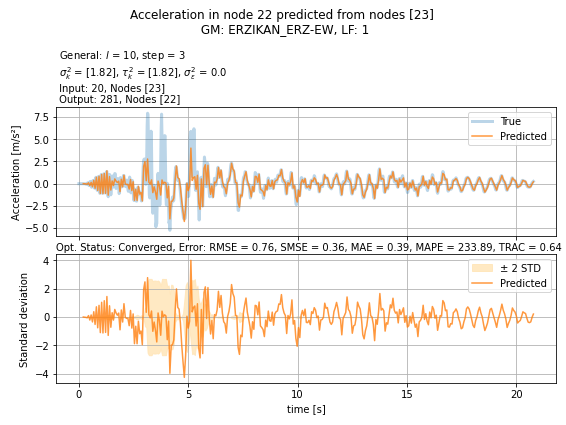 Acceleration in node 22 predicted from nodes [23]
GM: ERZIKAN_ERZ-EW, LF: 1
General: l = 10, step = 3
σ²ₖ = [1.82], τ²ₖ = [1.82], σ²ε = 0.0
Input: 20, Nodes [23]
Output: 281, Nodes [22]
7.5
5.0
2.5
0.0
−2.5
−5.0
Acceleration [m/s²]
True
Predicted
Opt. Status: Converged, Error: RMSE = 0.76, SMSE = 0.36, MAE = 0.39, MAPE = 233.89, TRAC = 0.64
4
2
0
−2
−4
Standard deviation
± 2 STD
Predicted
0 5 10 15 20
time [s]